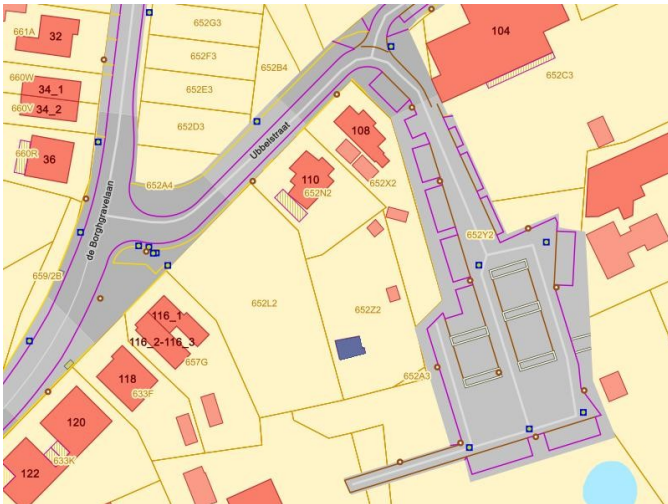 652G3
661A
32
104
652F3
652B4
660W
34_1
652E3
652C3
660V
34_2
652D3
108
Ubbelstraat
660R
36
110
652X2
652A4
652N2
de Borghgravelaan
652Y2
659/2B
652L2
652Z2
116_1
116_2-116_3
657G
652A3
118
633F
120
633K
122